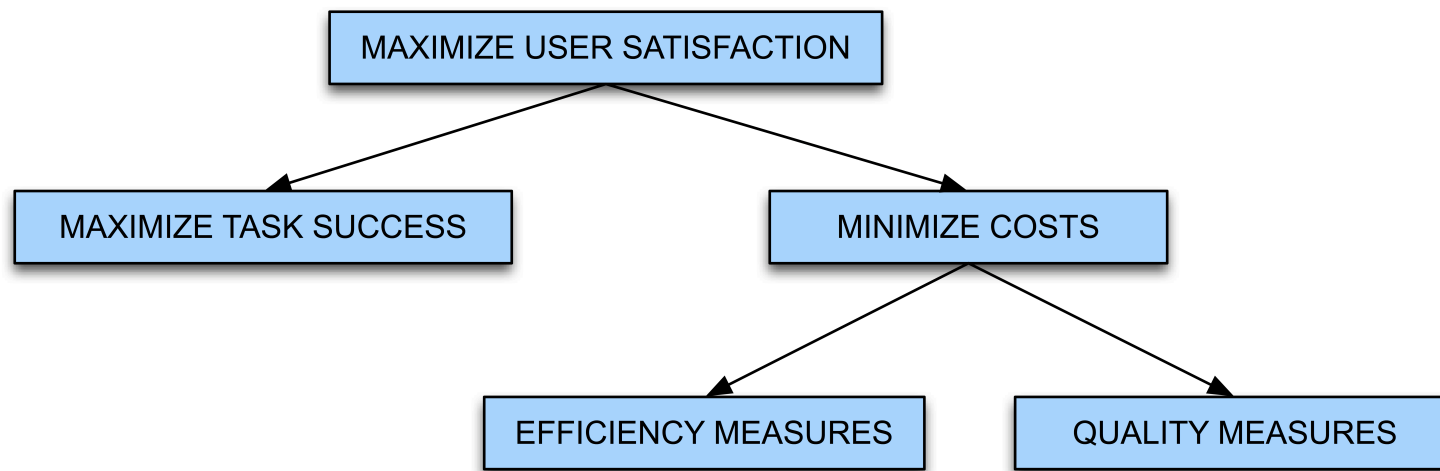 MAXIMIZE USER SATISFACTION
MAXIMIZE TASK SUCCESS
MINIMIZE COSTS
EFFICIENCY MEASURES
QUALITY MEASURES